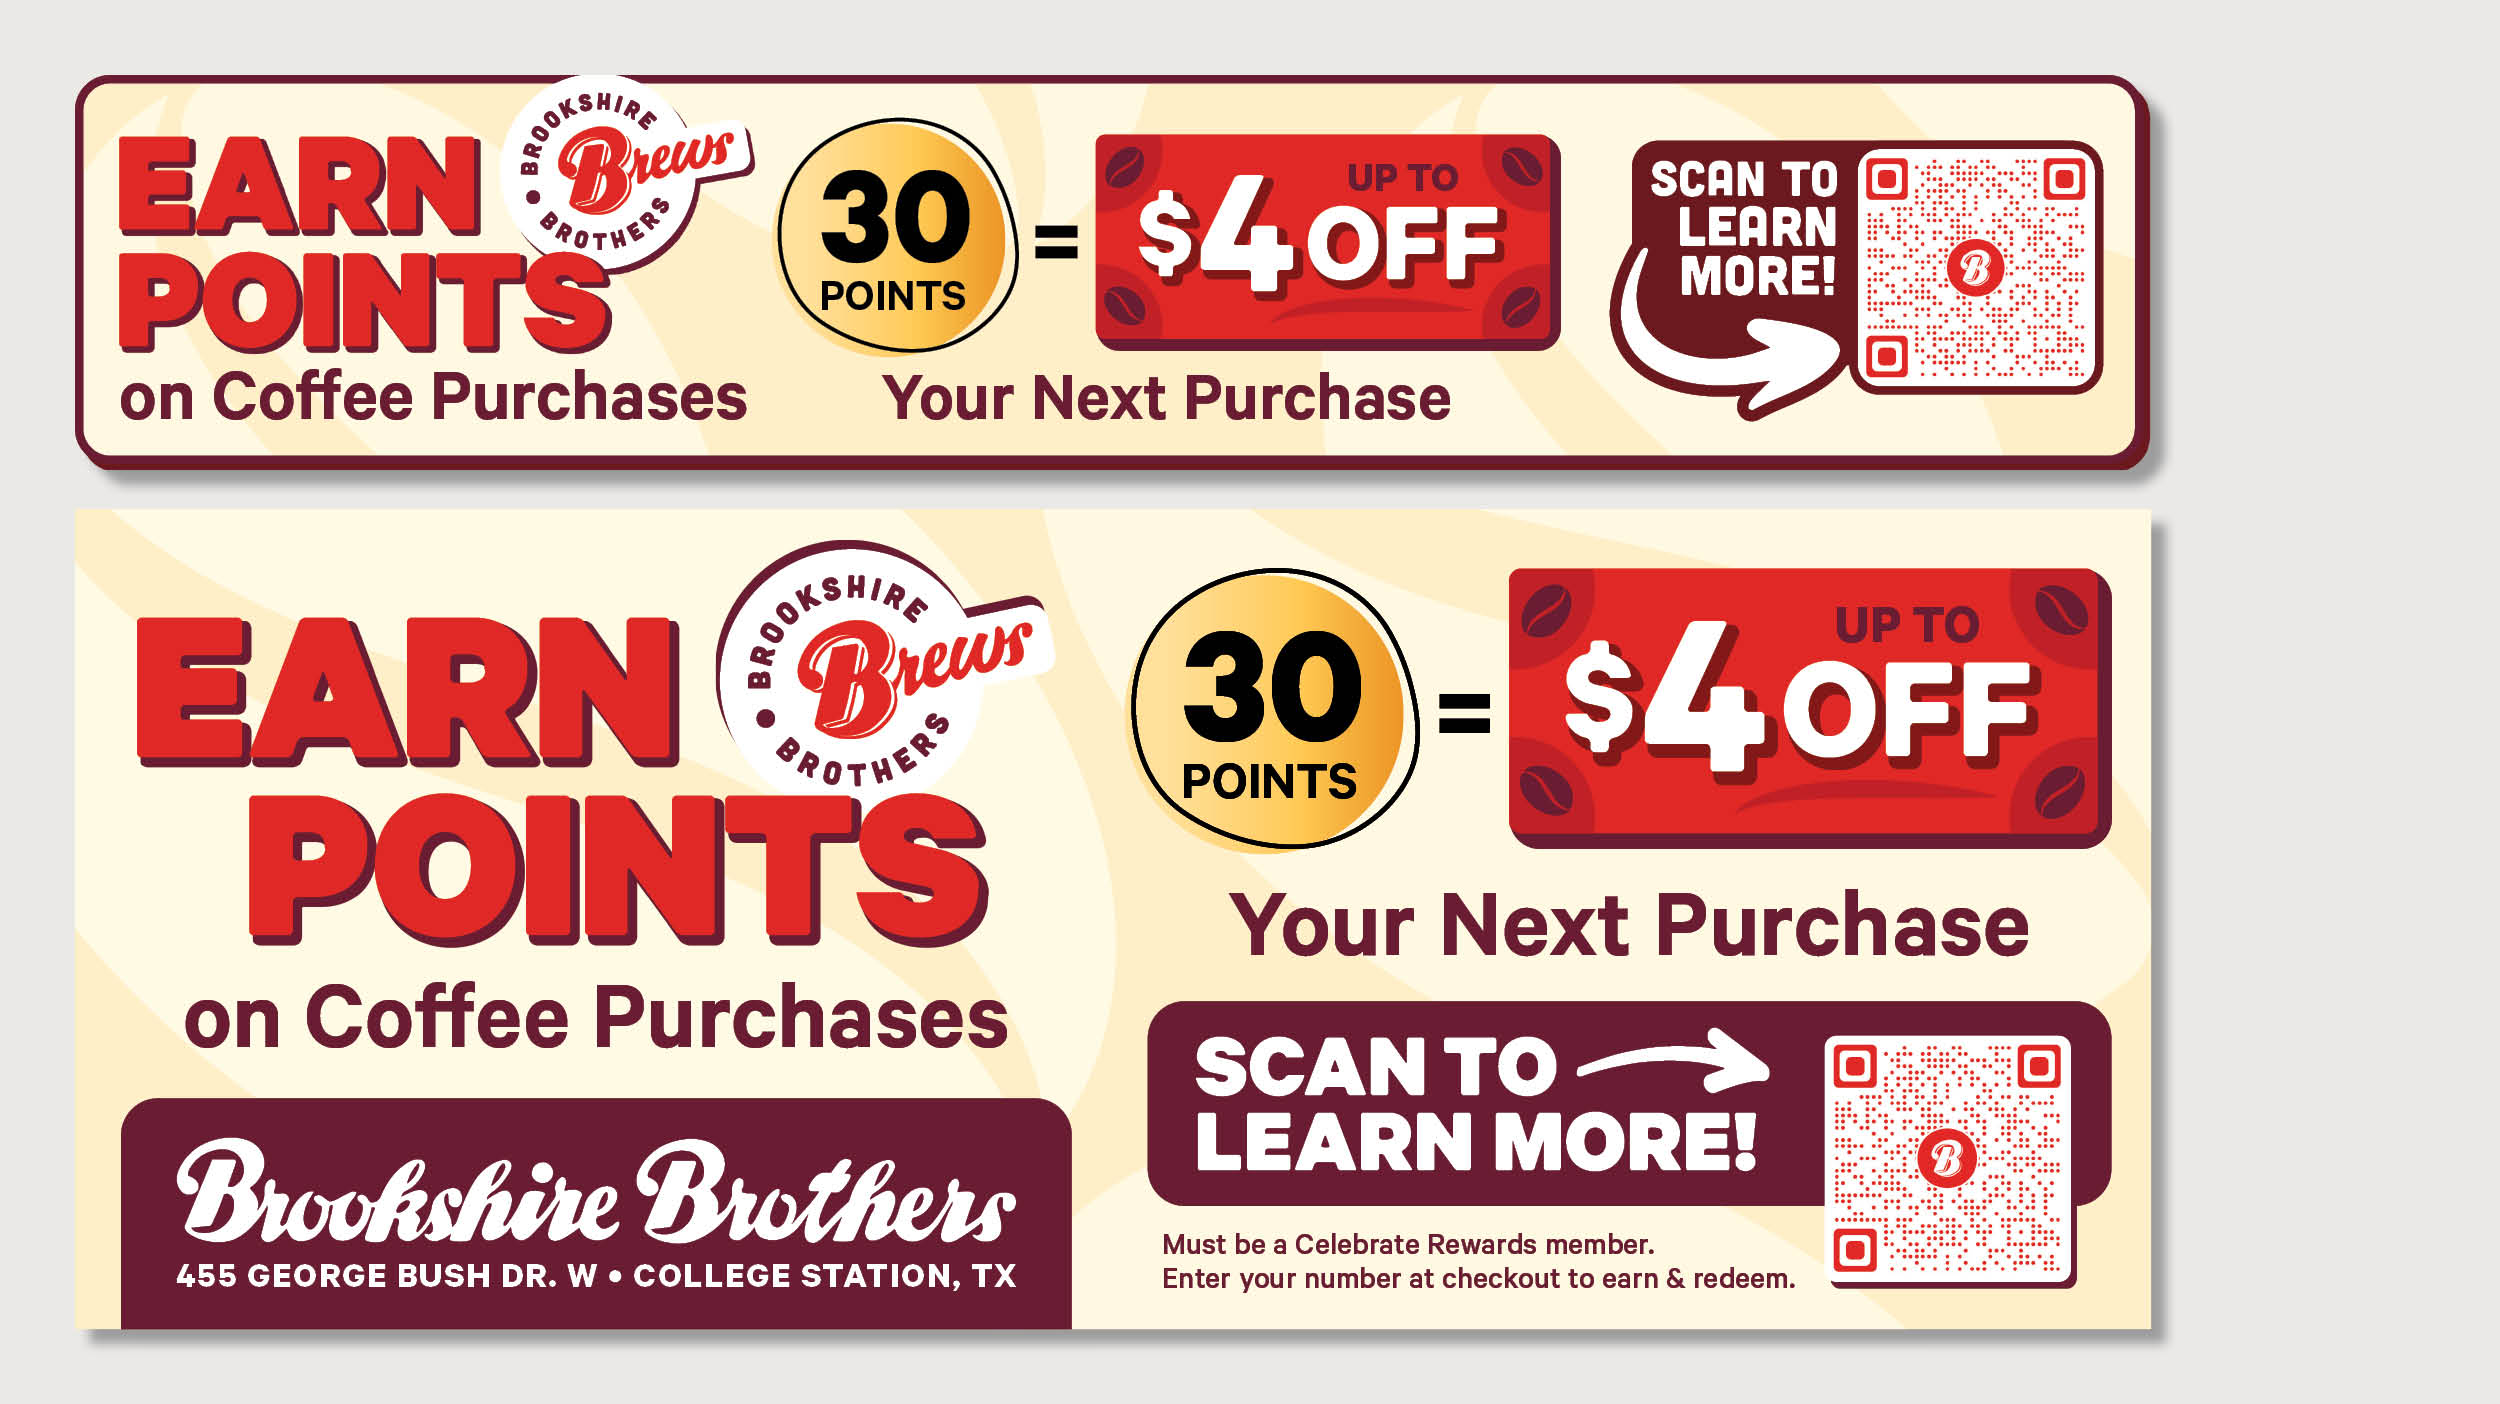 EARN
POINTS
on Coffee Purchases
BROOKSHIRE
Brews
BROTHERS
30
POINTS
=
UP TO
$4 OFF
Your Next Purchase
SCAN TO
LEARN
MORE!
B
EARN
POINTS
on Coffee Purchases
BROOKSHIRE
Brews
BROTHERS
30
POINTS
=
UP TO
$4 OFF
Your Next Purchase
SCAN TO
LEARN MORE!
B
Must be a Celebrate Rewards member.
Enter your number at checkout to earn & redeem.
Brookshire Brothers
455 GEORGE BUSH DR. W • COLLEGE STATION, TX